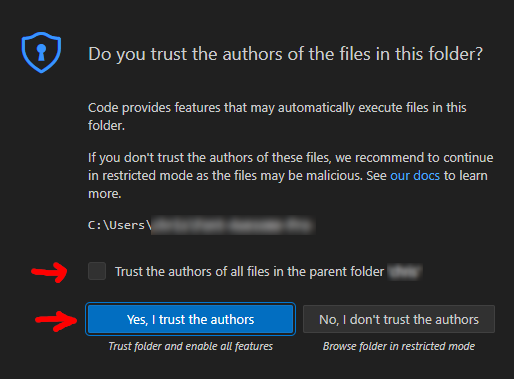 Do you trust the authors of the files in this folder?
Code provides features that may automatically execute files in this
folder.
If you don't trust the authors of these files, we recommend to continue
in restricted mode as the files may be malicious. See our docs to learn
more.
C:\Users\
Trust the authors of all files in the parent folder
Yes, I trust the authors
No, I don't trust the authors
Trust folder and enable all features
Browse folder in restricted mode